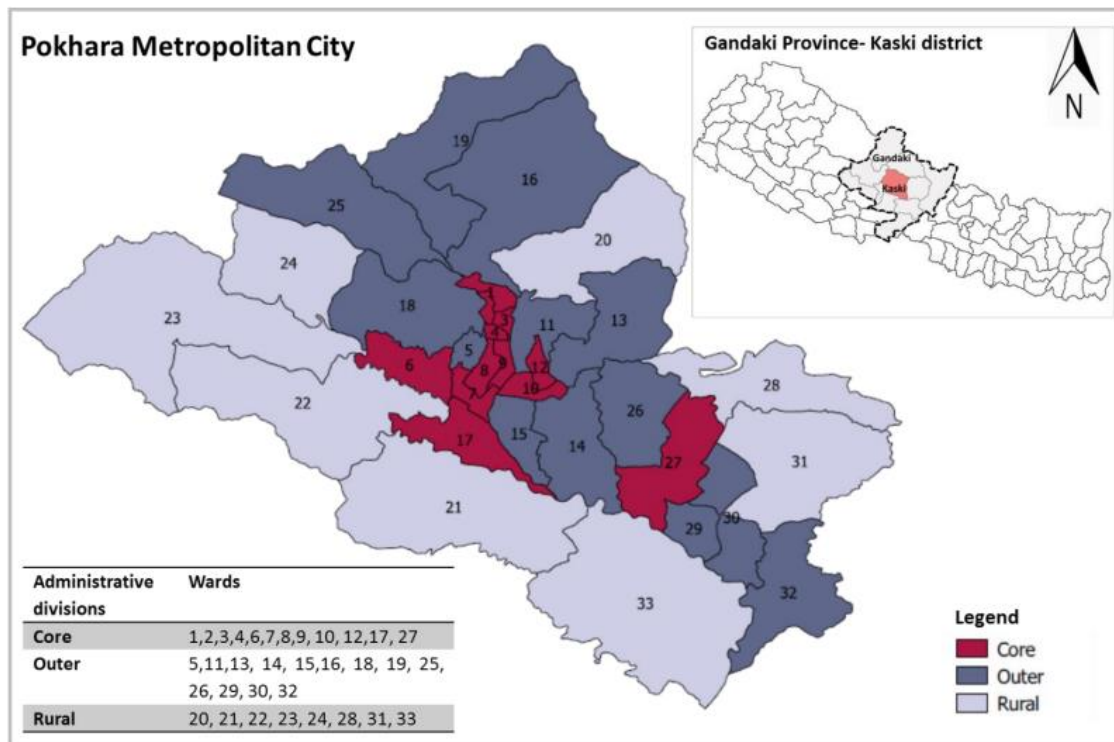 Pokhara Metropolitan City
Gandaki Province- Kaski district
N
Gandaki
Kaski
19
16
25
20
24
18
11
13
23
3
4
5
6
8
9
12
7
10
28
22
26
15
14
17
27
31
21
29
30
32
33
Administrative Wards
divisions
Core 1,2,3,4,6,7,8,9, 10, 12,17, 27
Outer 5,11,13, 14, 15,16, 18, 19, 25,
26, 29, 30, 32
Rural 20, 21, 22, 23, 24, 28, 31, 33
Legend
Core
Outer
Rural